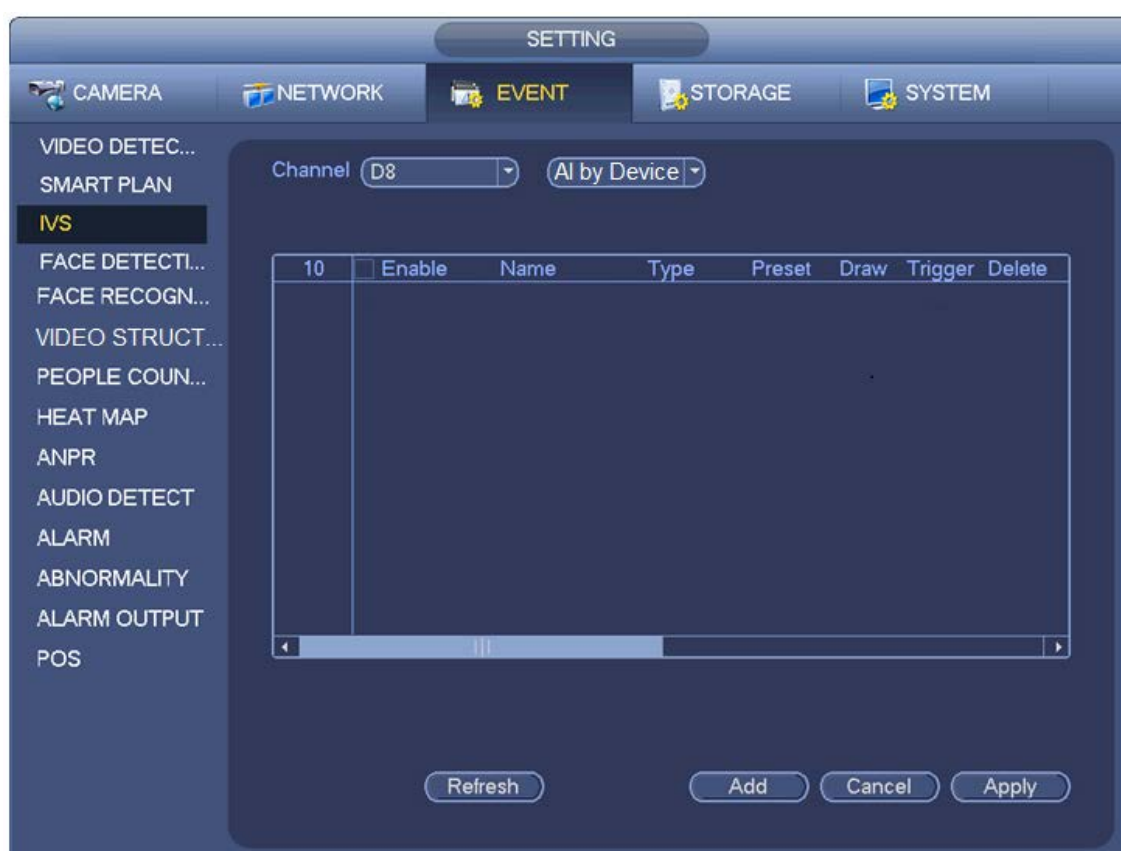 SETTING
CAMERA NETWORK EVENT STORAGE SYSTEM
VIDEO DETEC...
SMART PLAN
IVS
FACE DETECTI...
FACE RECOGN...
VIDEO STRUCT...
PEOPLE COUN...
HEAT MAP
ANPR
AUDIO DETECT
ALARM
ABNORMALITY
ALARM OUTPUT
POS
Channel D8 AI by Device
10 Enable Name Type Preset Draw Trigger Delete
Refresh Add Cancel Apply